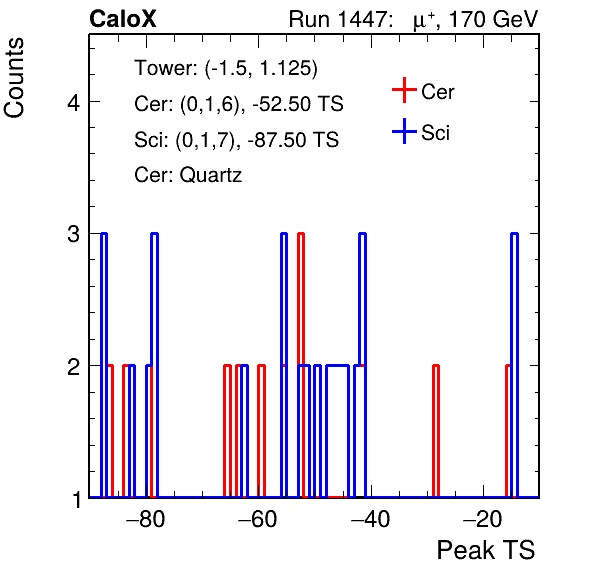 CaloX Run 1447: μ⁺, 170 GeV
Counts
Tower: (-1.5, 1.125)
Cer: (0,1,6), -52.50 TS
Sci: (0,1,7), -87.50 TS
Cer: Quartz
Cer
Sci
4
3
2
1
−80 −60 −40 −20
Peak TS